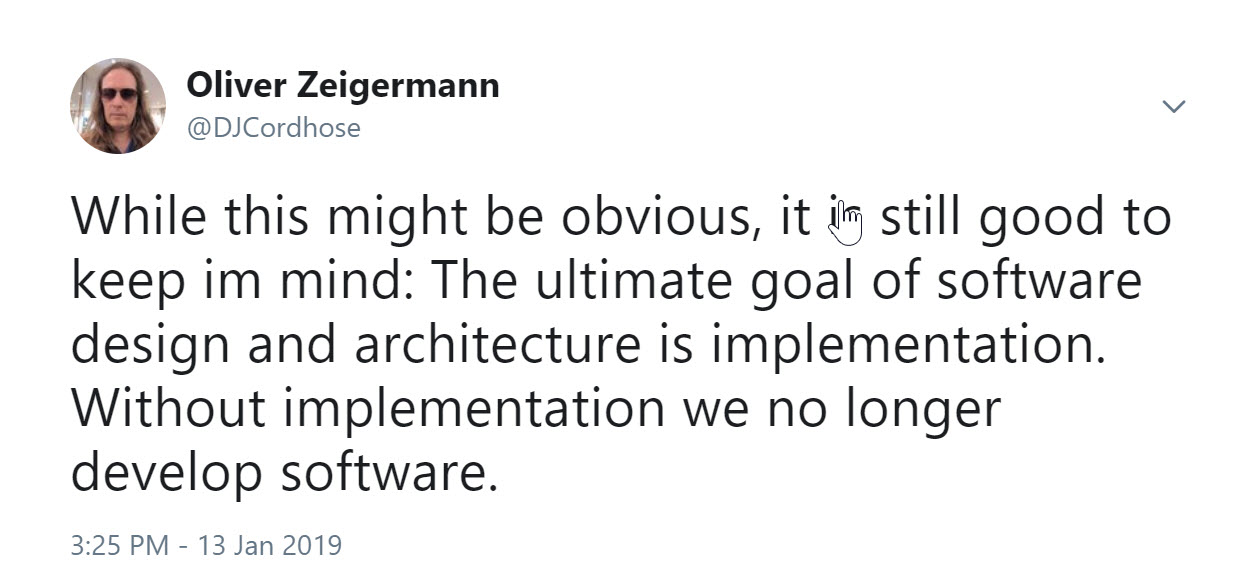 Oliver Zeigermann
@DJCordhose
While this might be obvious, it is still good to
keep im mind: The ultimate goal of software
design and architecture is implementation.
Without implementation we no longer
develop software.
3:25 PM - 13 Jan 2019